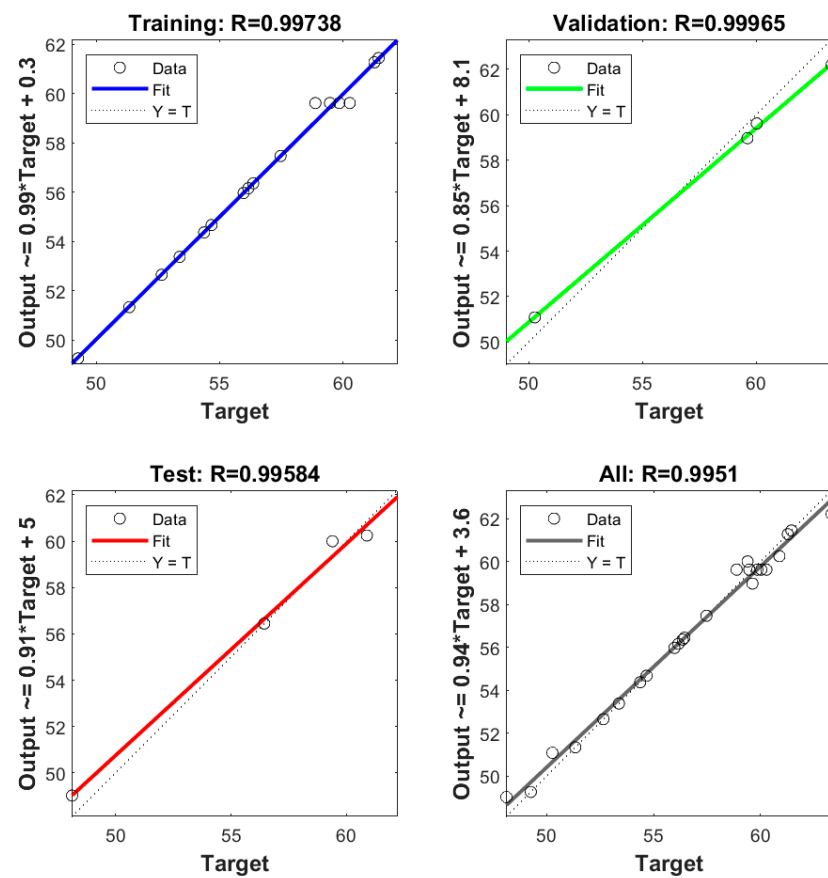 Training: R=0.99738
Output ~= 0.99*Target + 0.3
62
60
58
56
54
52
50
Data
Fit
Y = T
50
55
60
Target
Validation: R=0.99965
Output ~= 0.85*Target + 8.1
62
60
58
56
54
52
50
Data
Fit
Y = T
50
55
60
Target
Test: R=0.99584
Output ~= 0.91*Target + 5
62
60
58
56
54
52
50
Data
Fit
Y = T
50
55
60
Target
All: R=0.9951
Output ~= 0.94*Target + 3.6
62
60
58
56
54
52
50
Data
Fit
Y = T
50
55
60
Target